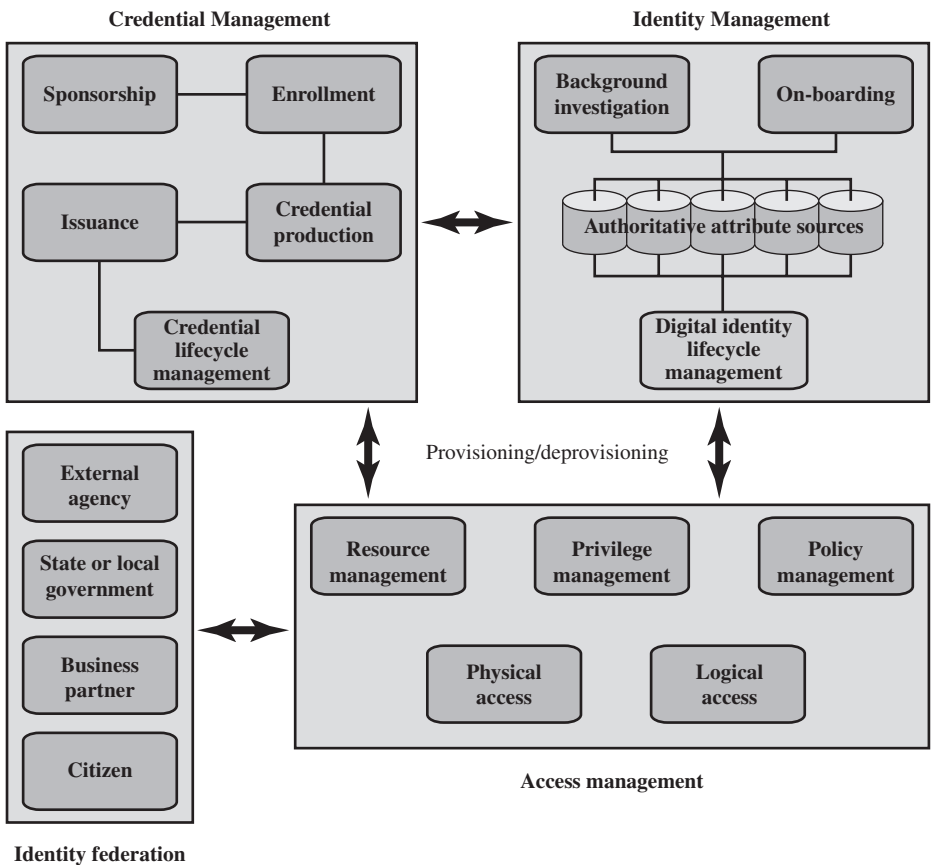 Credential Management
Sponsorship
Enrollment
Issuance
Credential
production
Credential
lifecycle
management
Identity Management
Background
investigation
On-boarding
Authoritative attribute sources
Digital identity
lifecycle
management
Provisioning/deprovisioning
External
agency
State or local
government
Business
partner
Citizen
Identity federation
Resource
management
Privilege
management
Policy
management
Physical
access
Logical
access
Access management